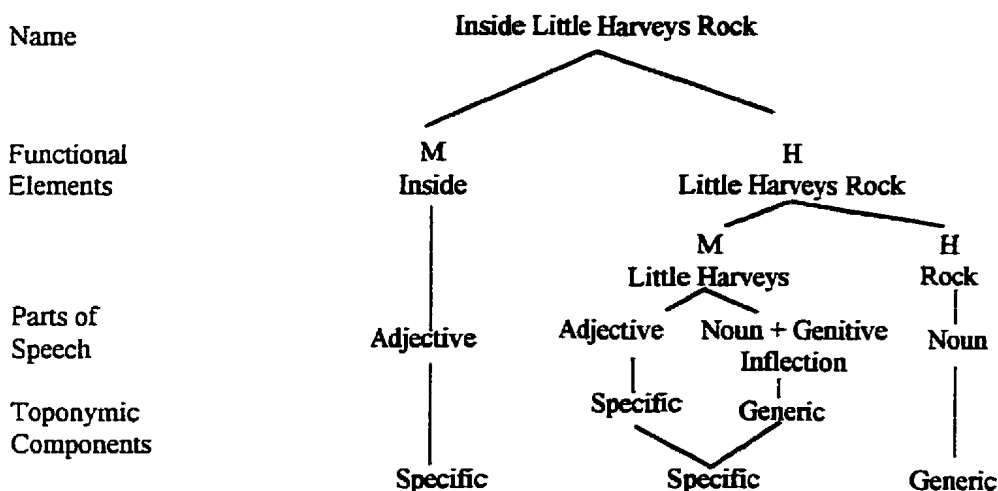 Name
Inside Little Harveys Rock
Functional
Elements
M
Inside
H
Little Harveys Rock
M
Little Harveys
H
Rock
Parts of
Speech
Adjective
Adjective
Noun + Genitive
Inflection
Noun
Toponymic
Components
Specific
Generic
Specific
Specific
Generic